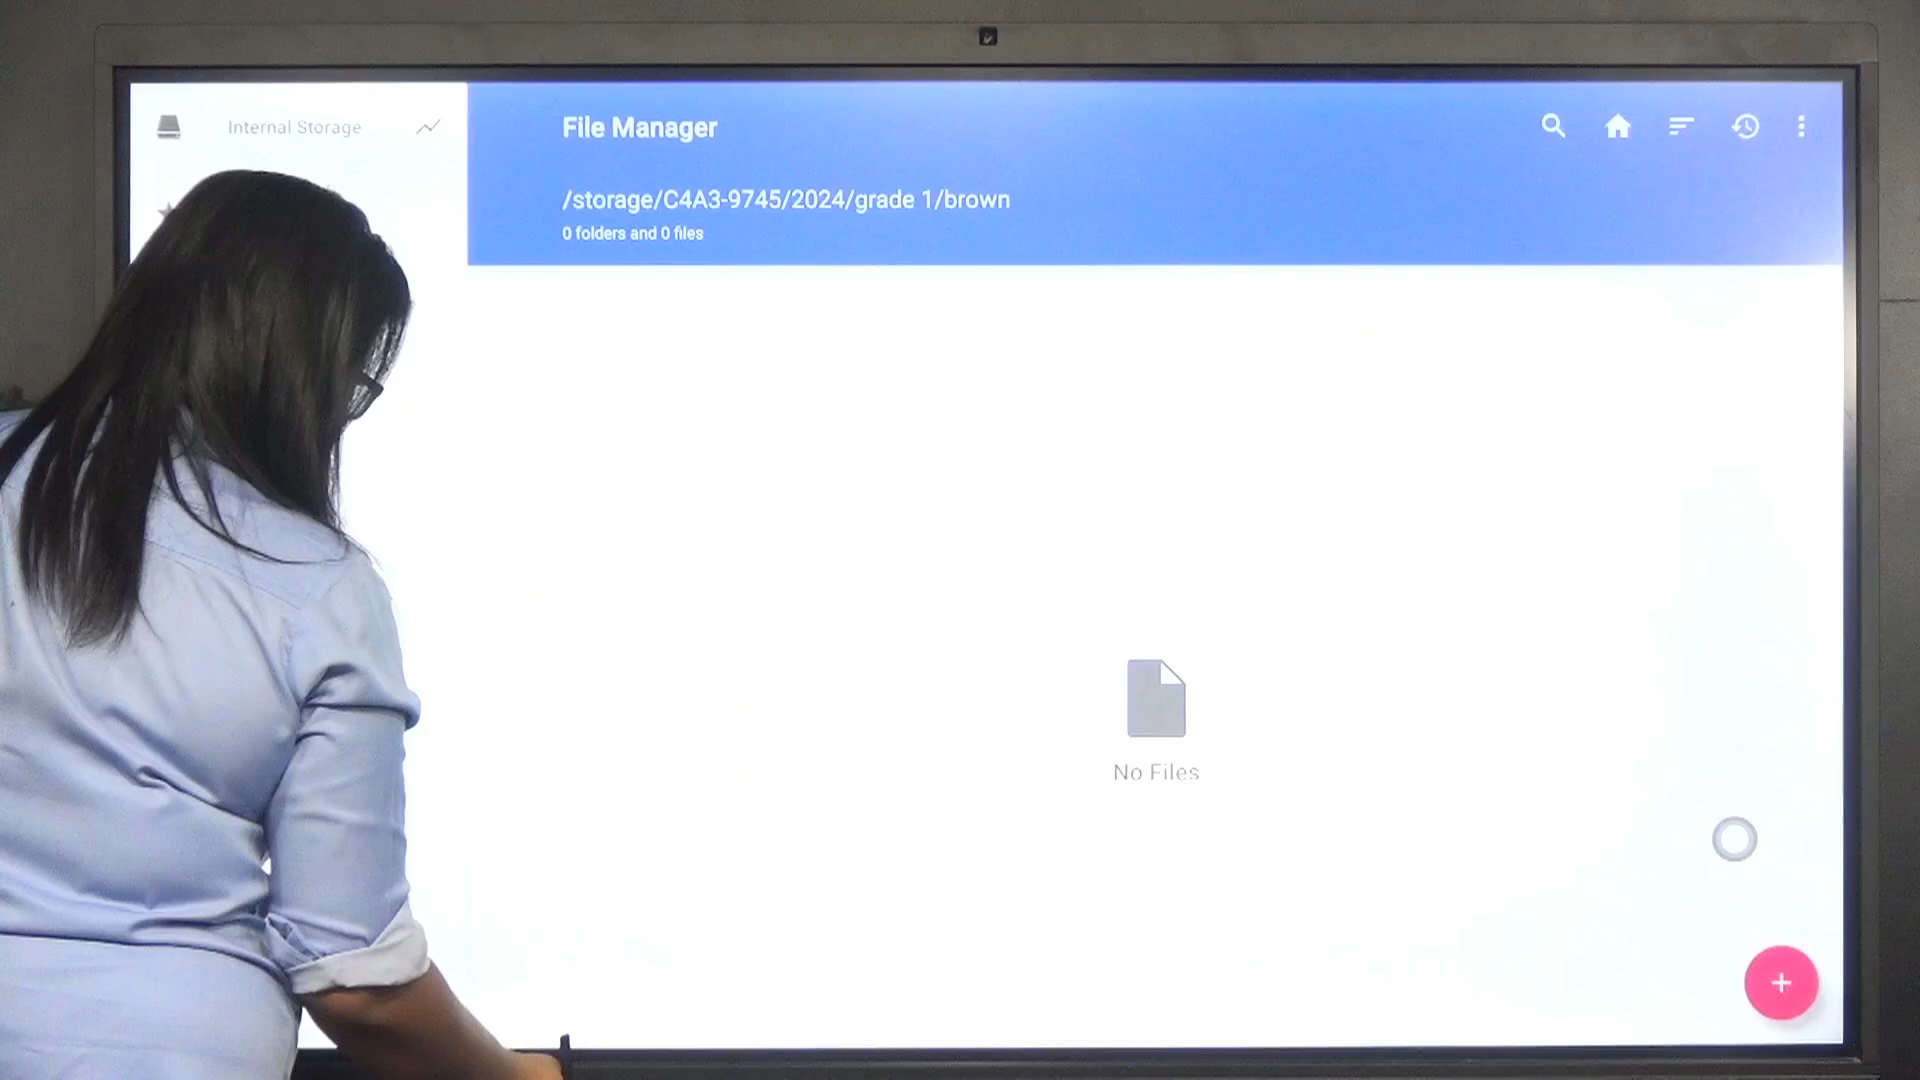 Internal Storage
File Manager
/storage/C4A3-9745/2024/grade 1/brown
0 folders and 0 files
No Files